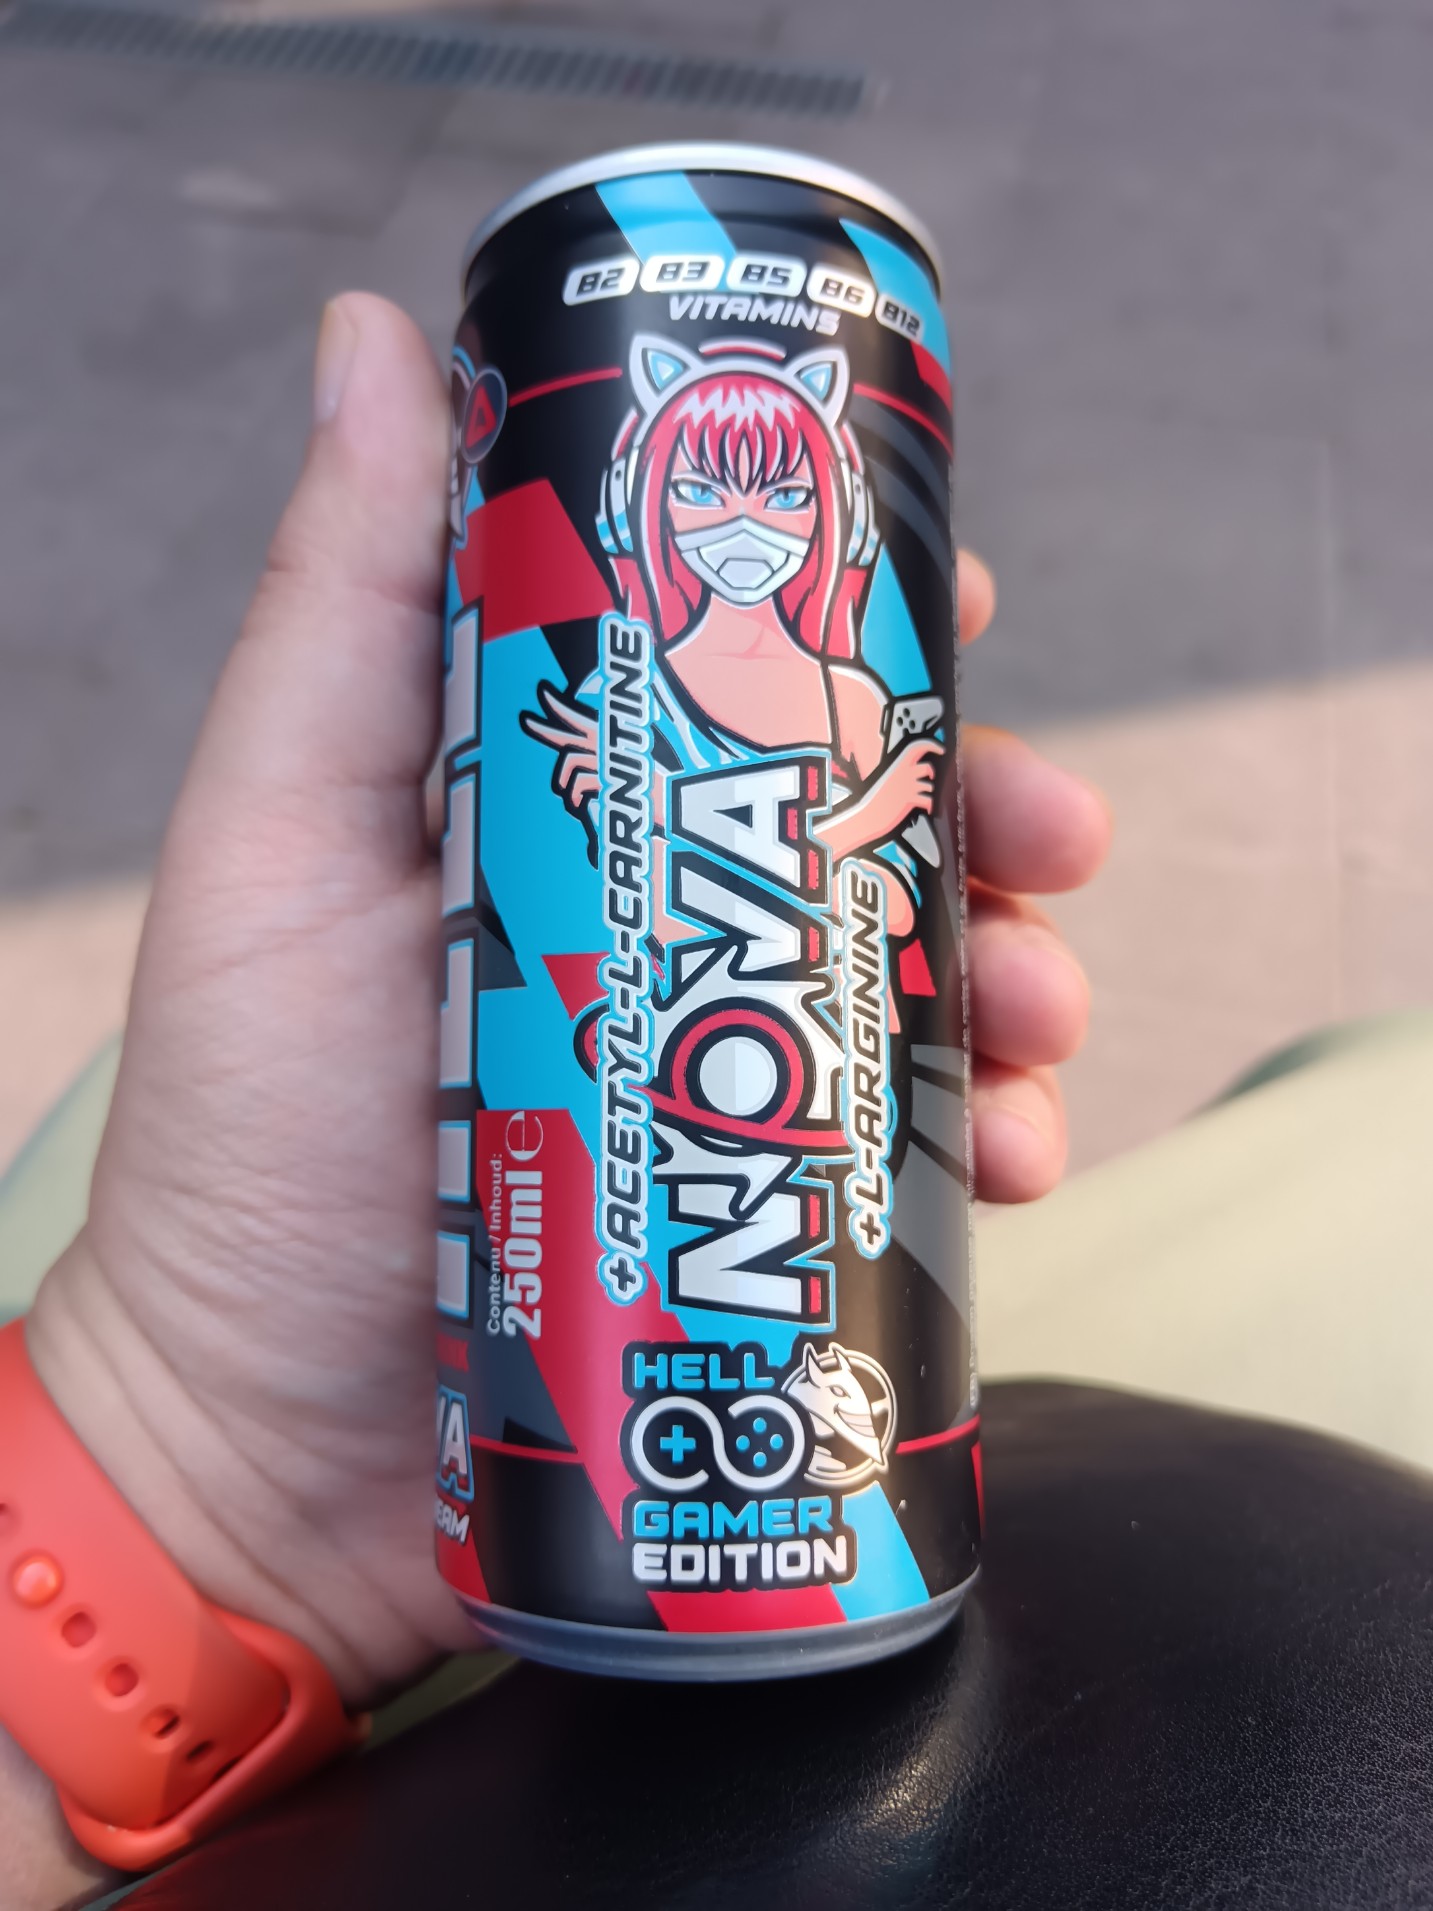 B2 B3 B5 B6 B12
VITAMINS
+ACETYL-L-CARNITINE
NOVA
+L-ARGININE
Contenu / Inhoud:
250ml e
HELL
GAMER
EDITION